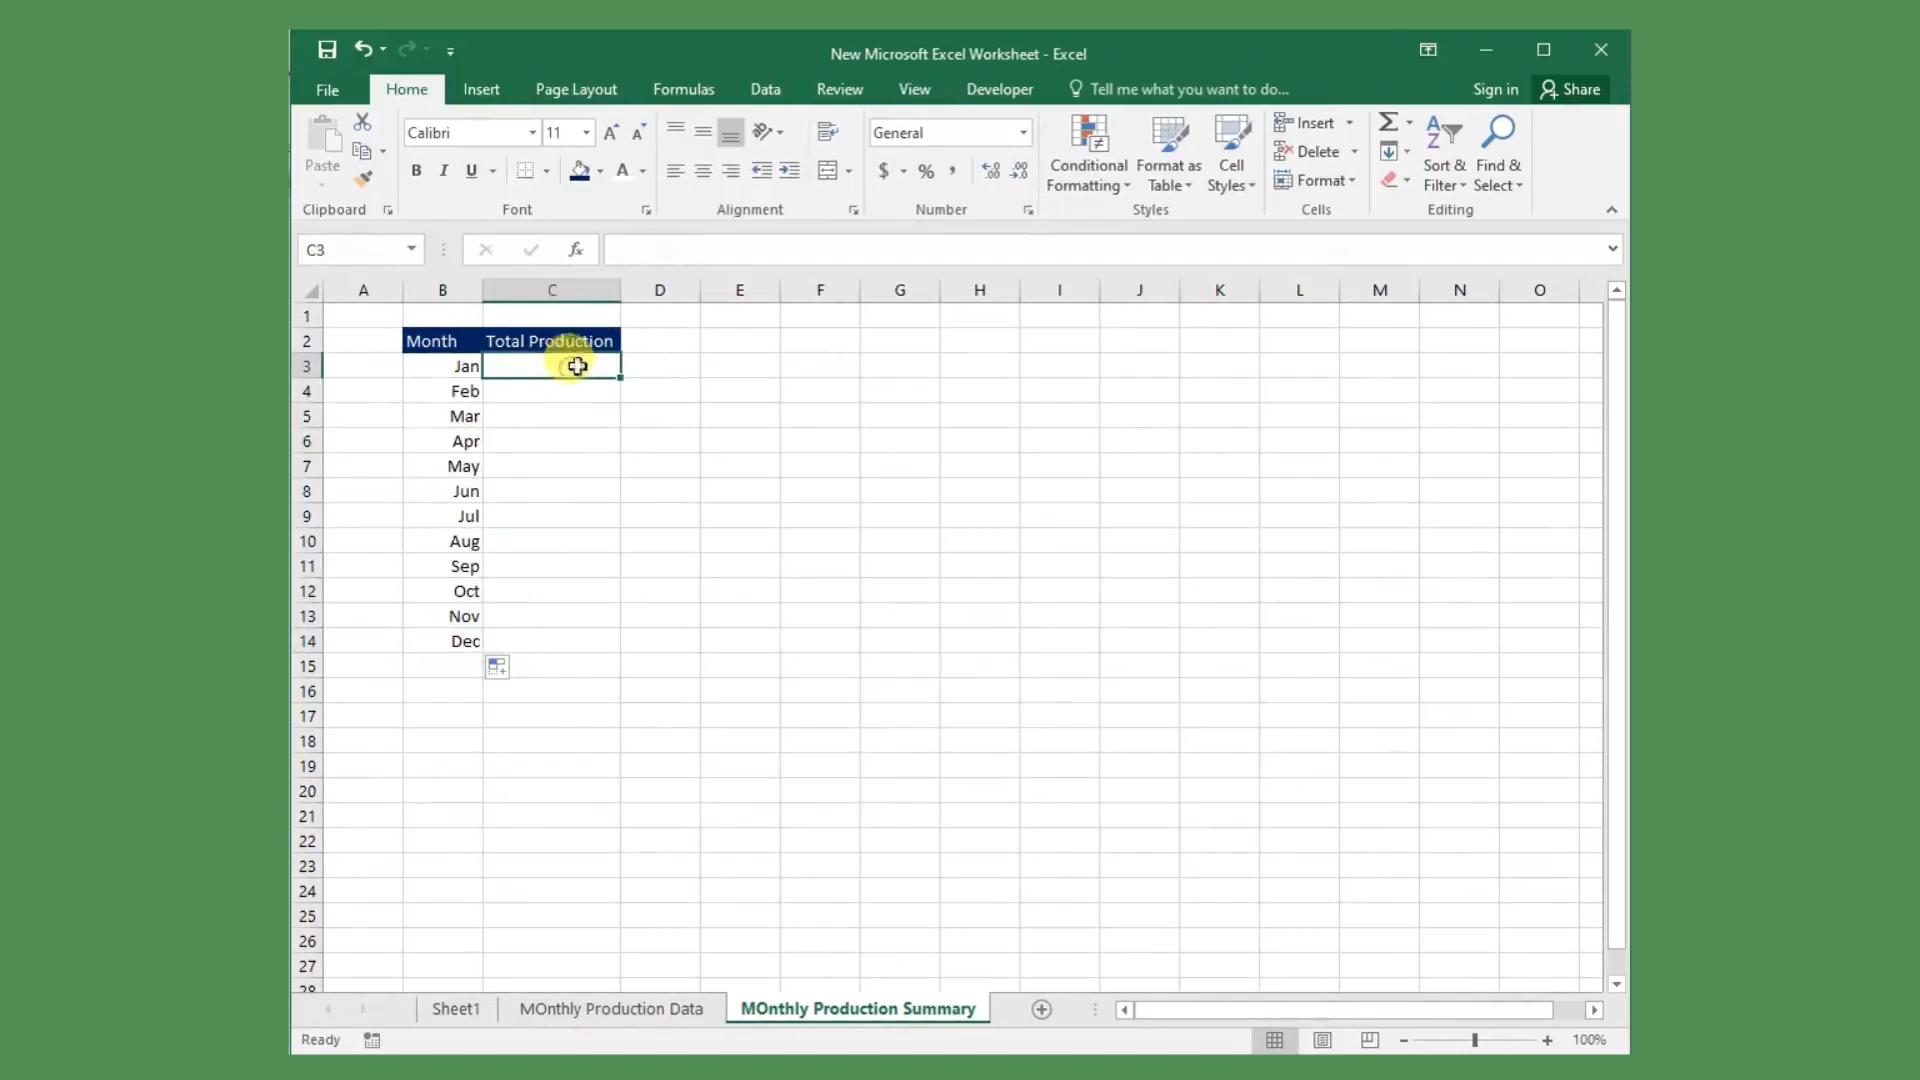 New Microsoft Excel Worksheet - Excel
File Home Insert Page Layout Formulas Data Review View Developer Tell me what you want to do... Sign in Share
Paste
Calibri 11
B I U A
General
$ % ,
Conditional Formatting
Format as Table
Cell Styles
Insert
Delete
Format
Sort & Filter
Find & Select
Clipboard Font Alignment Number Styles Cells Editing
C3 fx
A B C D E F G H I J K L M N O
1
2 Month Total Production
3 Jan
4 Feb
5 Mar
6 Apr
7 May
8 Jun
9 Jul
10 Aug
11 Sep
12 Oct
13 Nov
14 Dec
15
16
17
18
19
20
21
22
23
24
25
26
27
28
Sheet1 MOnthly Production Data MOnthly Production Summary
Ready 100%